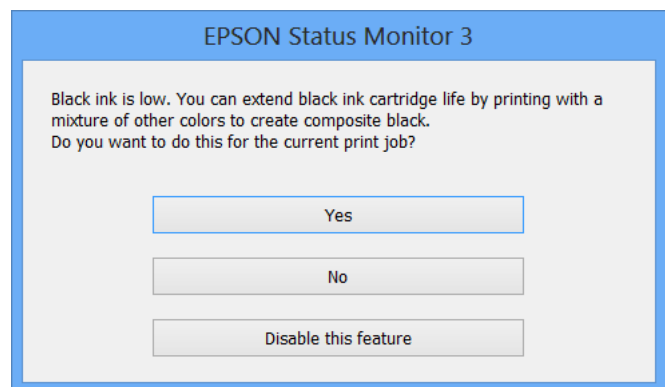 EPSON Status Monitor 3
Black ink is low. You can extend black ink cartridge life by printing with a
mixture of other colors to create composite black.
Do you want to do this for the current print job?
Yes
No
Disable this feature